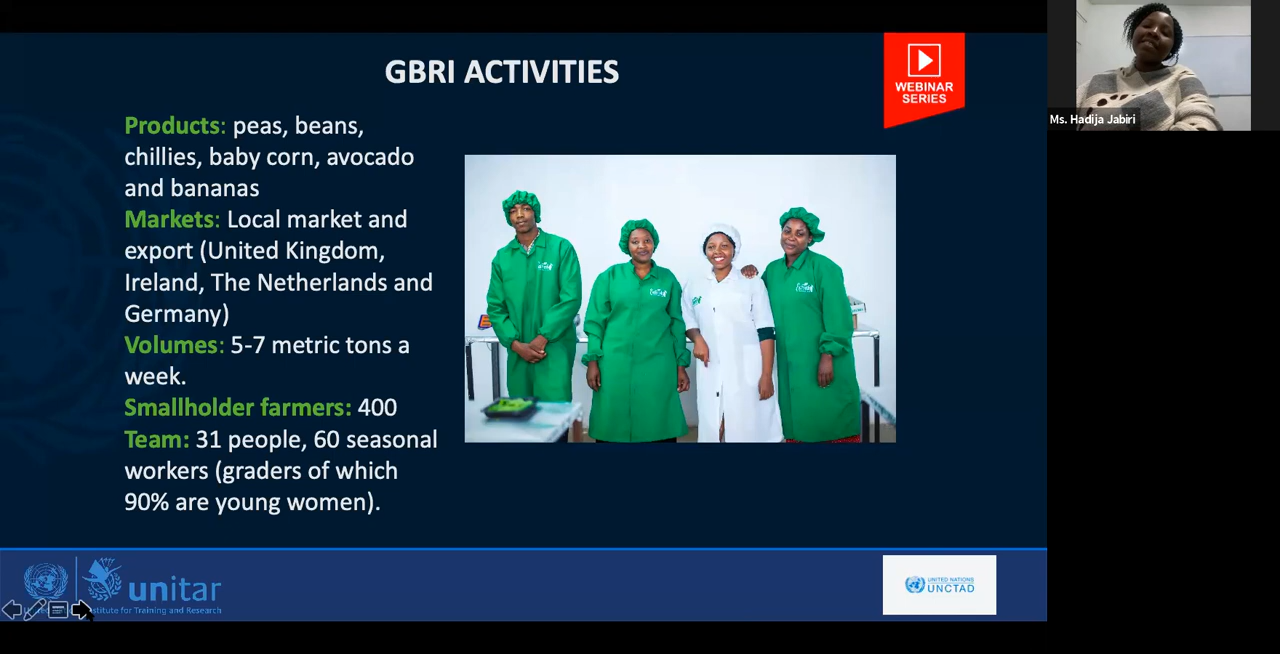 GBRI ACTIVITIES
WEBINAR
SERIES
Ms. Hadija Jabiri
Products: peas, beans,
chillies, baby corn, avocado
and bananas
Markets: Local market and
export (United Kingdom,
Ireland, The Netherlands and
Germany)
Volumes: 5-7 metric tons a
week.
Smallholder farmers: 400
Team: 31 people, 60 seasonal
workers (graders of which
90% are young women).
unitar
Institute for Training and Research
UNITED NATIONS
UNCTAD